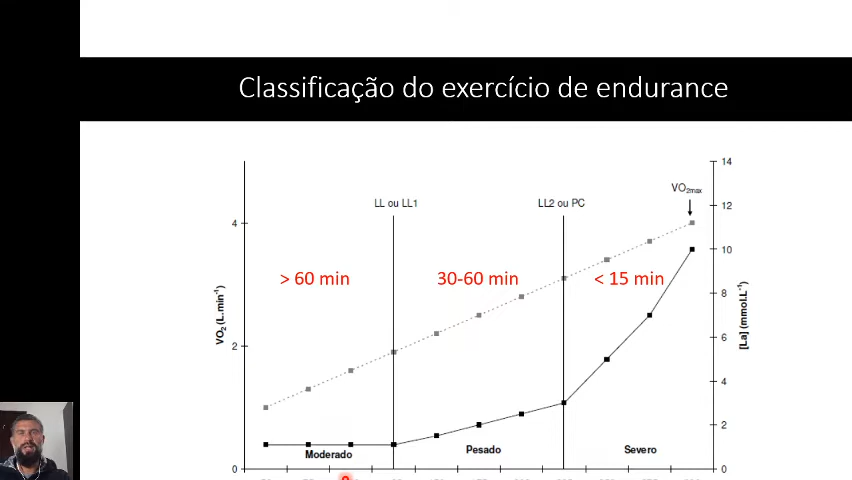 Classificação do exercício de endurance
LL ou LL1
LL2 ou PC
VO2max
> 60 min
30-60 min
< 15 min
Moderado
Pesado
Severo
VO2 (L.min-1)
4
2
0
[La] (mmol.L-1)
14
12
10
8
6
4
2
0